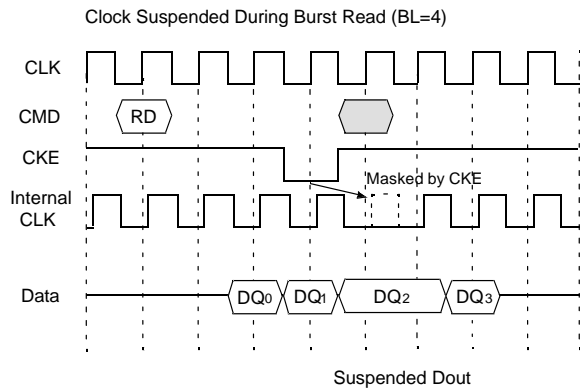 Clock Suspended During Burst Read (BL=4)
CLK
CMD
RD
CKE
Masked by CKE
Internal
CLK
Data
DQ0
DQ1
DQ2
DQ3
Suspended Dout